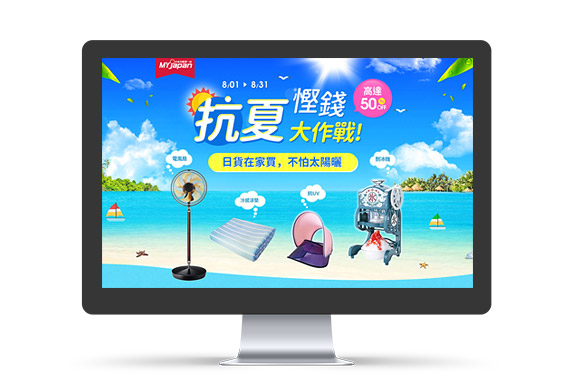 MYJapan
8/01 ▶ 8/31
高達
50% OFF
抗夏 慳錢
大作戰!
日貨在家買，不怕太陽曬
電風扇
冷感涼墊
抗UV
刨冰機